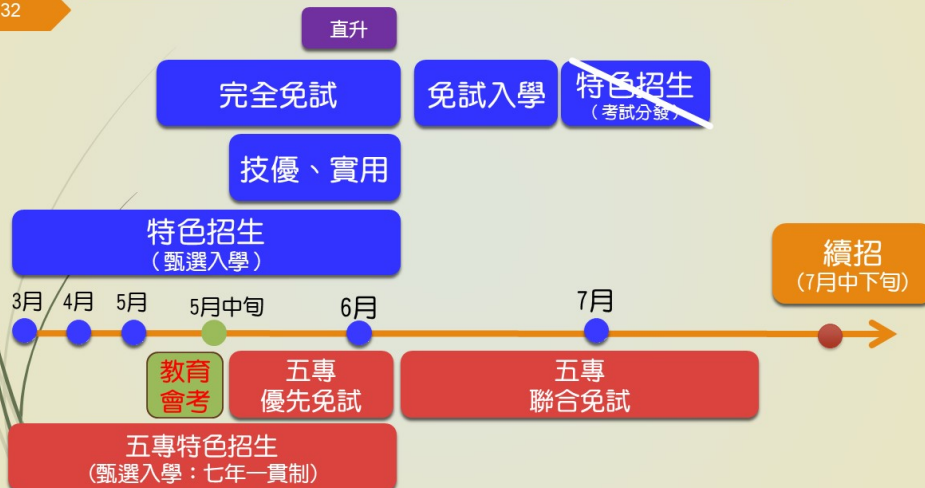 32
直升
完全免試
免試入學
特色招生
（考試分發）
技優、實用
特色招生
（甄選入學）
續招
(7月中下旬)
3月
4月
5月
5月中旬
6月
7月
教育
會考
五專
優先免試
五專
聯合免試
五專特色招生
(甄選入學：七年一貫制)